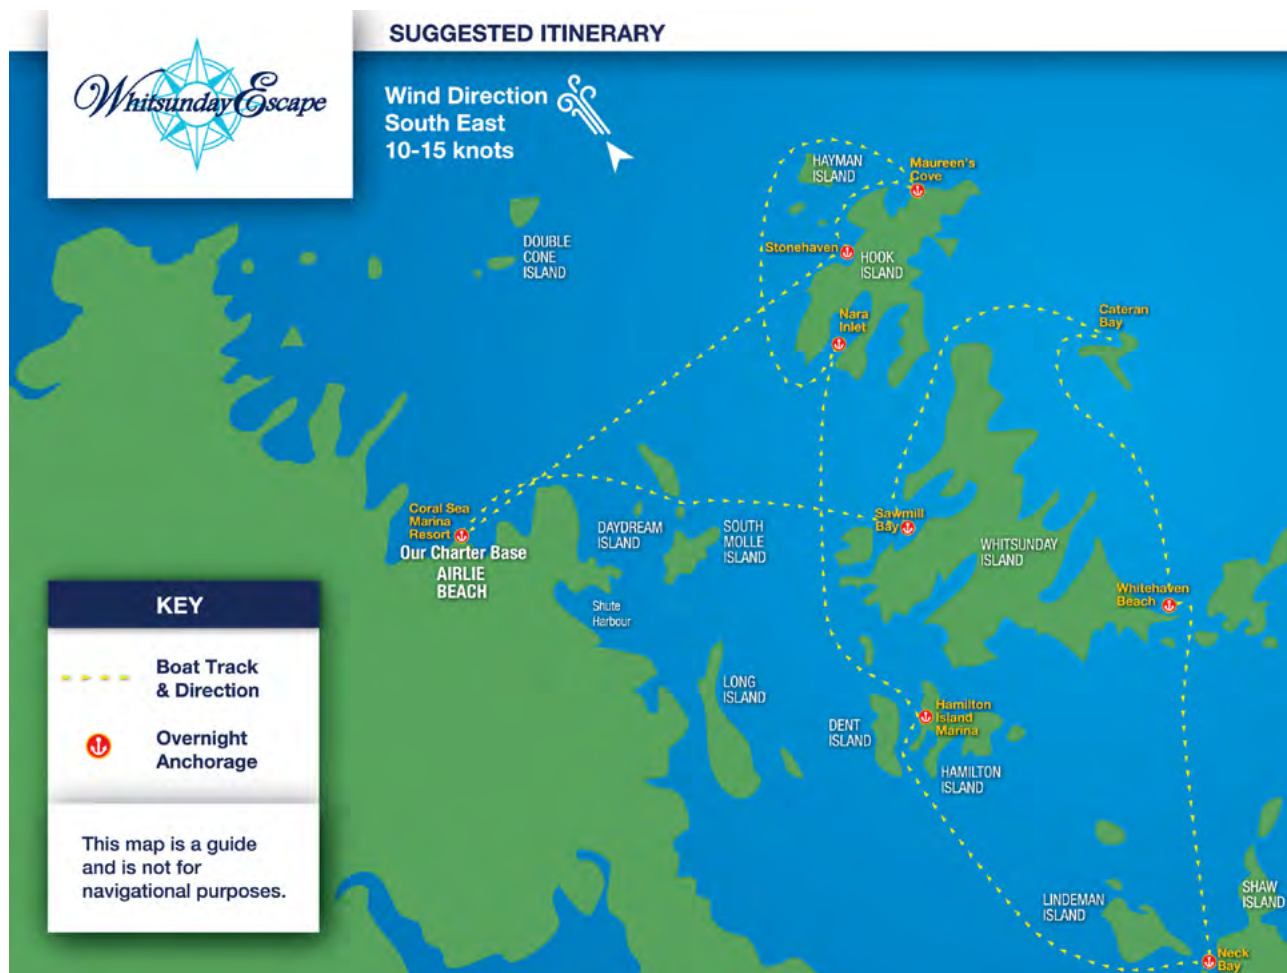 SUGGESTED ITINERARY
Whitsunday Escape
Wind Direction
South East
10-15 knots
HAYMAN
ISLAND
Maureen's
Cove
DOUBLE
CONE
ISLAND
Stonehaven
HOOK
ISLAND
Nara
Inlet
Cateran
Bay
Coral Sea
Marina
Resort
Our Charter Base
AIRLIE
BEACH
DAYDREAM
ISLAND
SOUTH
MOLLE
ISLAND
Sawmill
Bay
WHITSUNDAY
ISLAND
Whitehaven
Beach
Shute
Harbour
LONG
ISLAND
DENT
ISLAND
Hamilton
Island
Marina
HAMILTON
ISLAND
LINDEMAN
ISLAND
SHAW
ISLAND
Neck
Bay
KEY
Boat Track
& Direction
Overnight
Anchorage
This map is a guide
and is not for
navigational purposes.